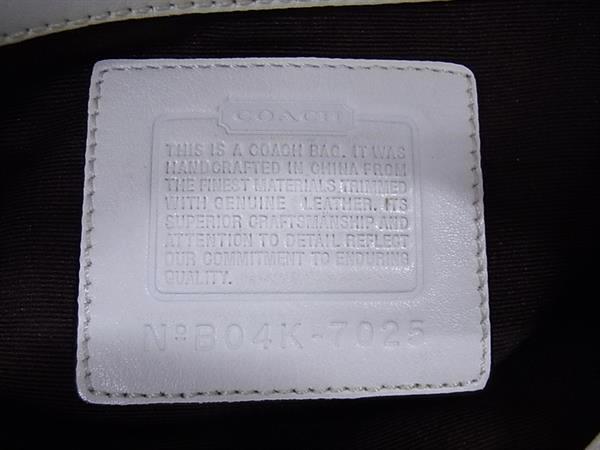 COACH
THIS IS A COACH BAG. IT WAS
HANDCRAFTED IN CHINA FROM
THE FINEST MATERIALS TRIMMED
WITH GENUINE LEATHER. ITS
SUPERIOR CRAFTSMANSHIP AND
ATTENTION TO DETAIL REFLECT
OUR COMMITMENT TO ENDURING
QUALITY.
Nº B04K-7025